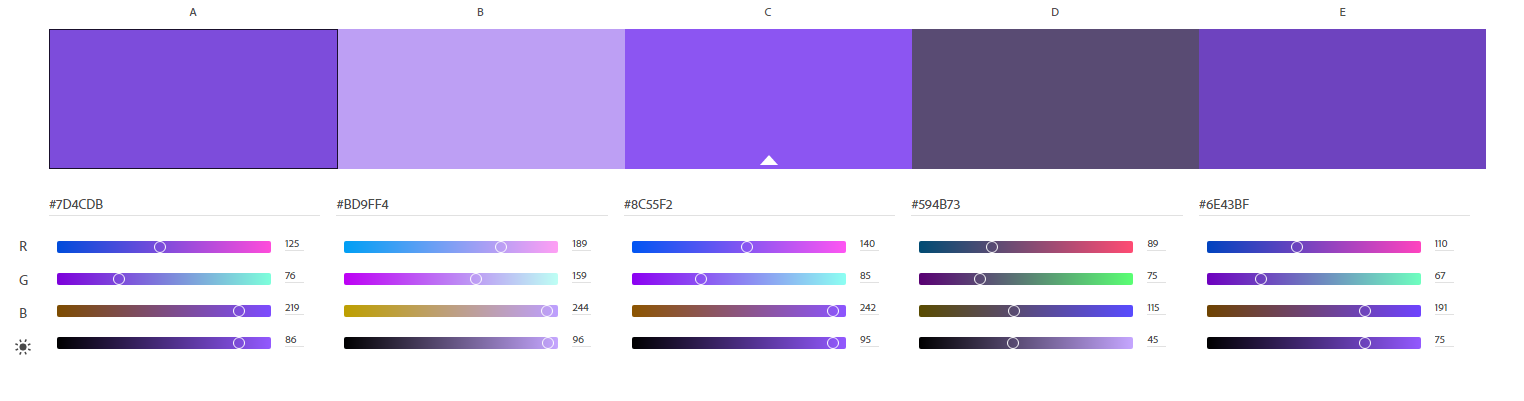 A B C D E
#7D4CDB #BD9FF4 #8C55F2 #594B73 #6E43BF
R 125 189 140 89 110
G 76 159 85 75 67
B 219 244 242 115 191
86 96 95 45 75